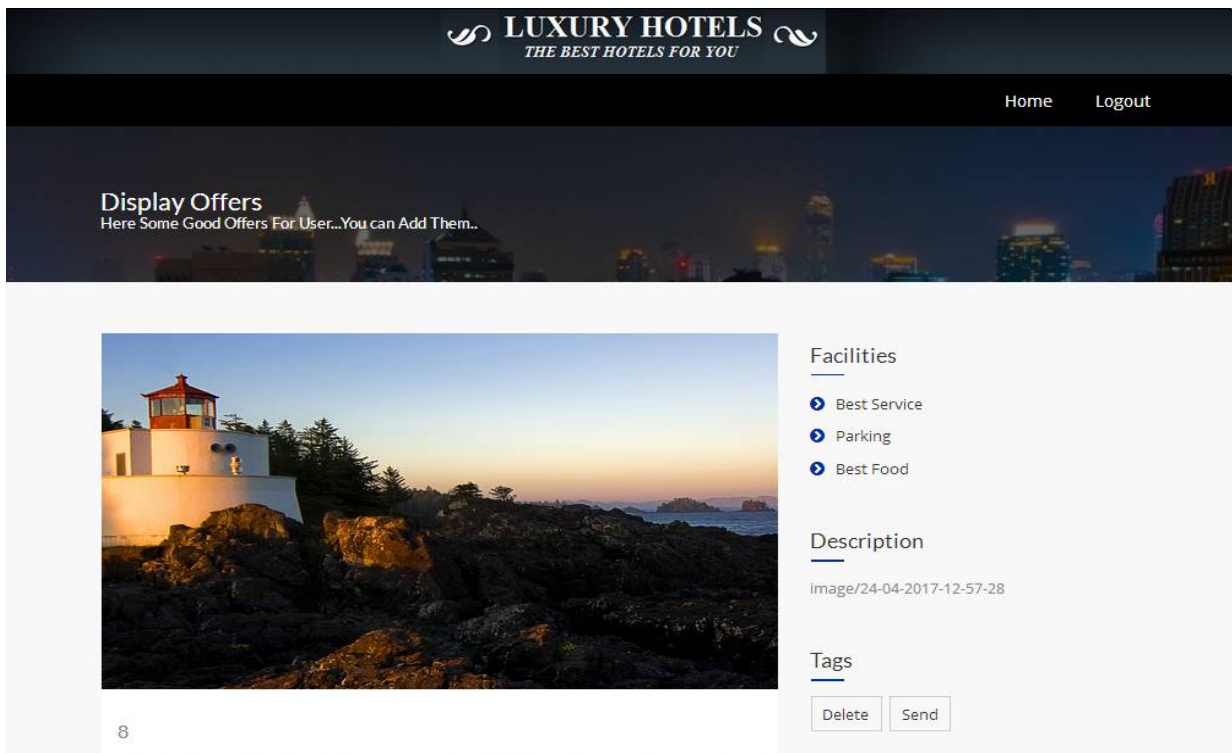 LUXURY HOTELS
THE BEST HOTELS FOR YOU
Home Logout
Display Offers
Here Some Good Offers For User...You can Add Them..
Facilities
Best Service
Parking
Best Food
Description
image/24-04-2017-12-57-28
Tags
Delete Send
8